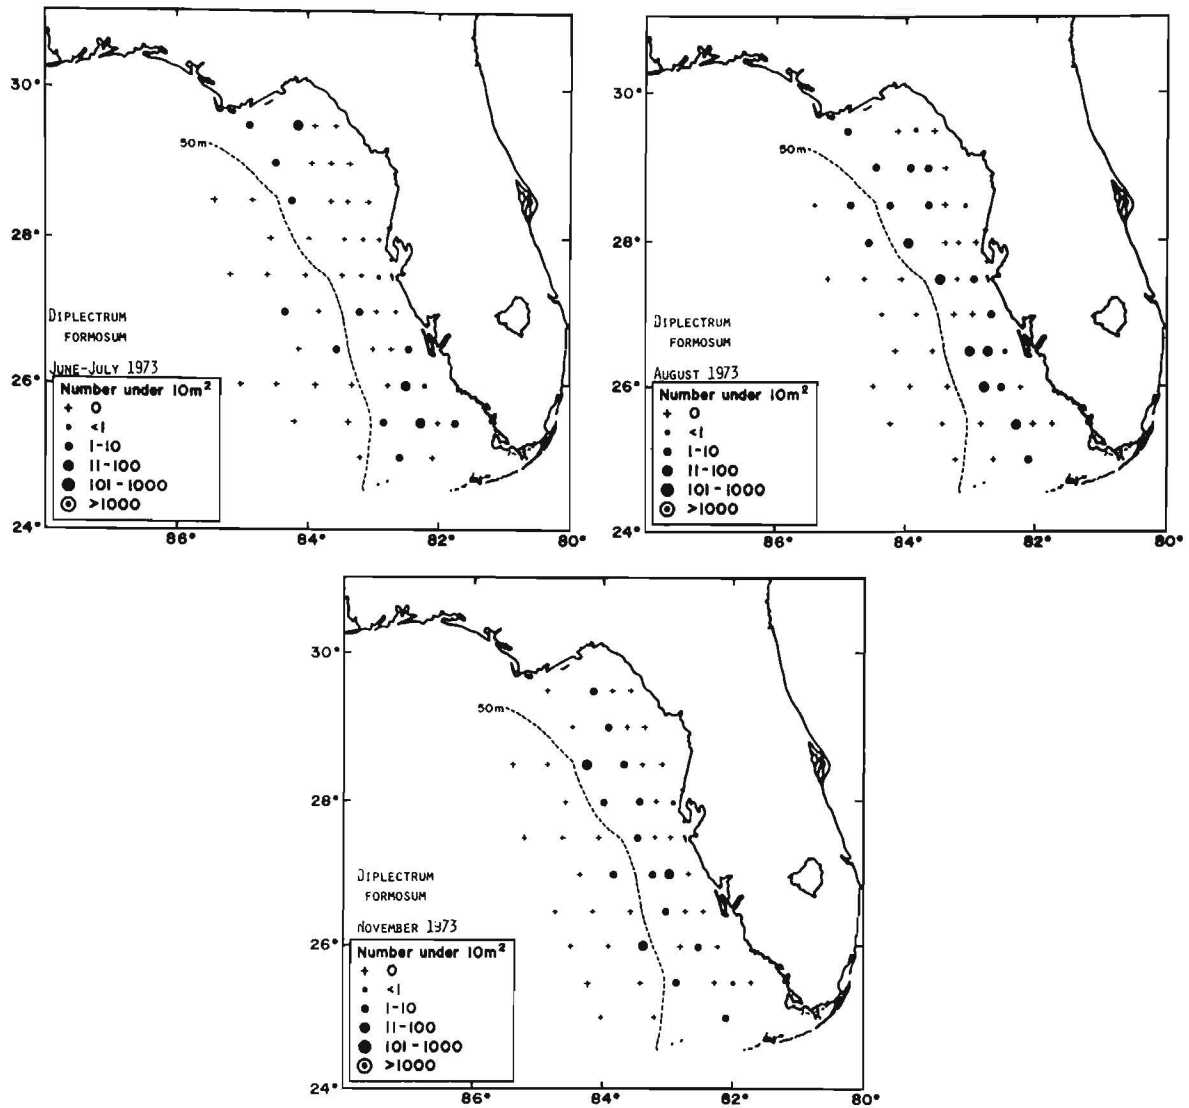 30°
28°
26°
24°
50m
DIPLECTRUM
FORMOSUM
JUNE-JULY 1973
Number under 10m²
+ 0
• <1
• 1-10
• 11-100
• 101-1000
>1000
86°
84°
82°
80°
30°
28°
26°
24°
50m
DIPLECTRUM
FORMOSUM
AUGUST 1973
Number under 10m²
+ 0
• <1
• 1-10
• 11-100
• 101-1000
>1000
86°
84°
82°
80°
30°
28°
26°
24°
50m
DIPLECTRUM
FORMOSUM
NOVEMBER 1973
Number under 10m²
+ 0
• <1
• 1-10
• 11-100
• 101-1000
>1000
86°
84°
82°
80°